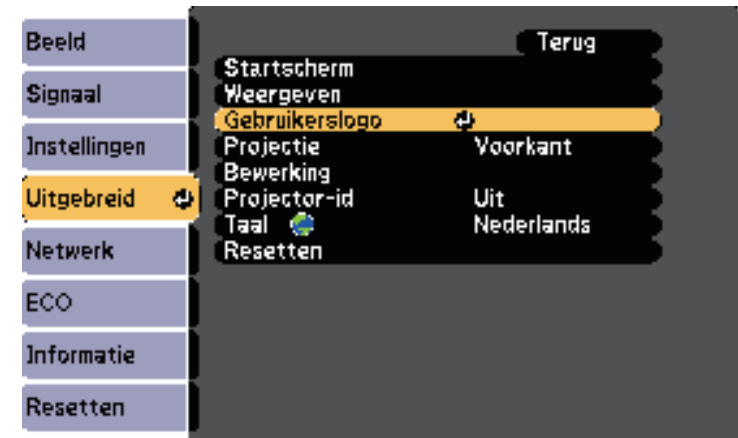 Beeld
Signaal
Instellingen
Uitgebreid
Netwerk
ECO
Informatie
Resetten
Terug
Startscherm
Weergeven
Gebruikerslogo
Projectie Voorkant
Bewerking
Projector-id Uit
Taal Nederlands
Resetten